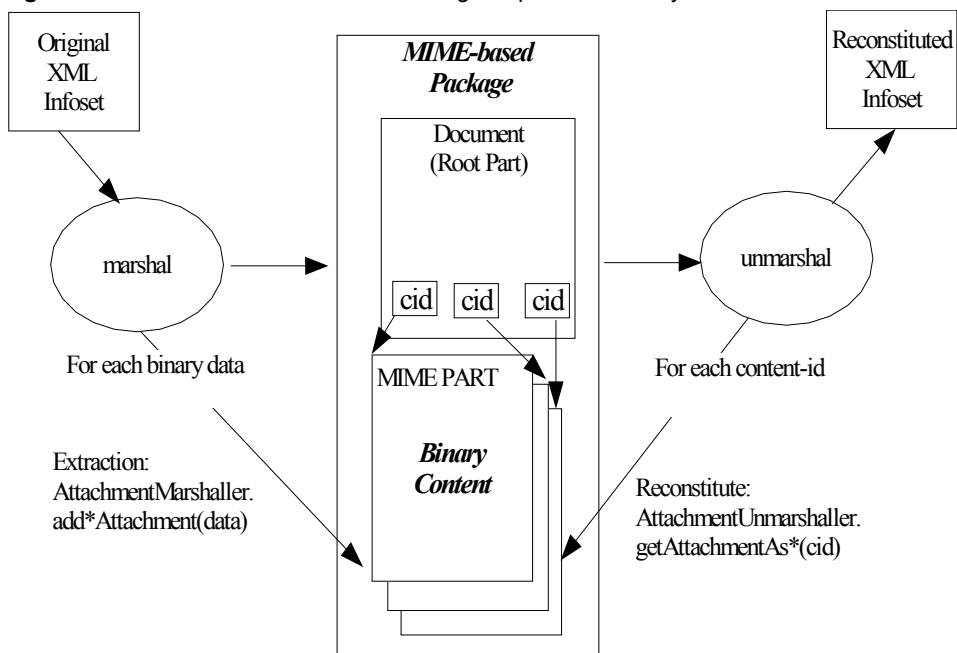 Original
XML
Infoset
MIME-based
Package
Reconstituted
XML
Infoset
Document
(Root Part)
marshal
unmarshal
cid
cid
cid
For each binary data
MIME PART
For each content-id
Binary
Content
Extraction:
AttachmentMarshaller.
add*Attachment(data)
Reconstitute:
AttachmentUnmarshaller.
getAttachmentAs*(cid)